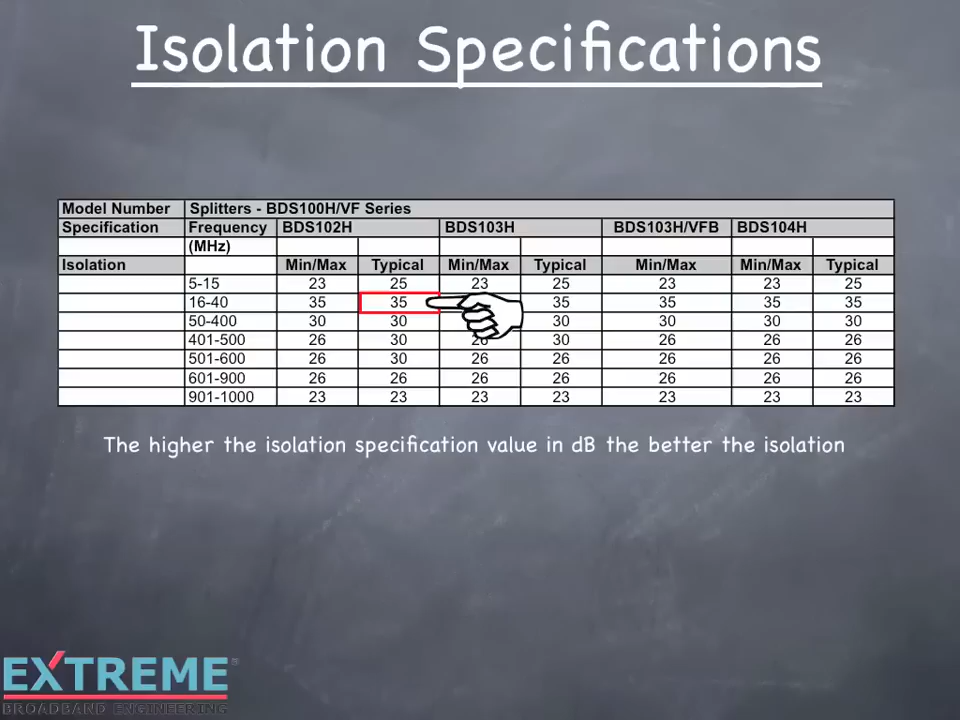 Isolation Specifications
Model Number Splitters - BDS100H/VF Series
Specification Frequency BDS102H BDS103H BDS103H/VFB BDS104H
(MHz)
Isolation Min/Max Typical Min/Max Typical Min/Max Min/Max Typical
5-15 23 25 23 25 23 23 25
16-40 35 35 35 35 35 35
50-400 30 30 30 30 30 30
401-500 26 30 26 30 26 26 30
501-600 26 30 26 26 26 26 26
601-900 26 26 26 26 26 26 26
901-1000 23 23 23 23 23 23 23
The higher the isolation specification value in dB the better the isolation
EXTREME®
BROADBAND ENGINEERING